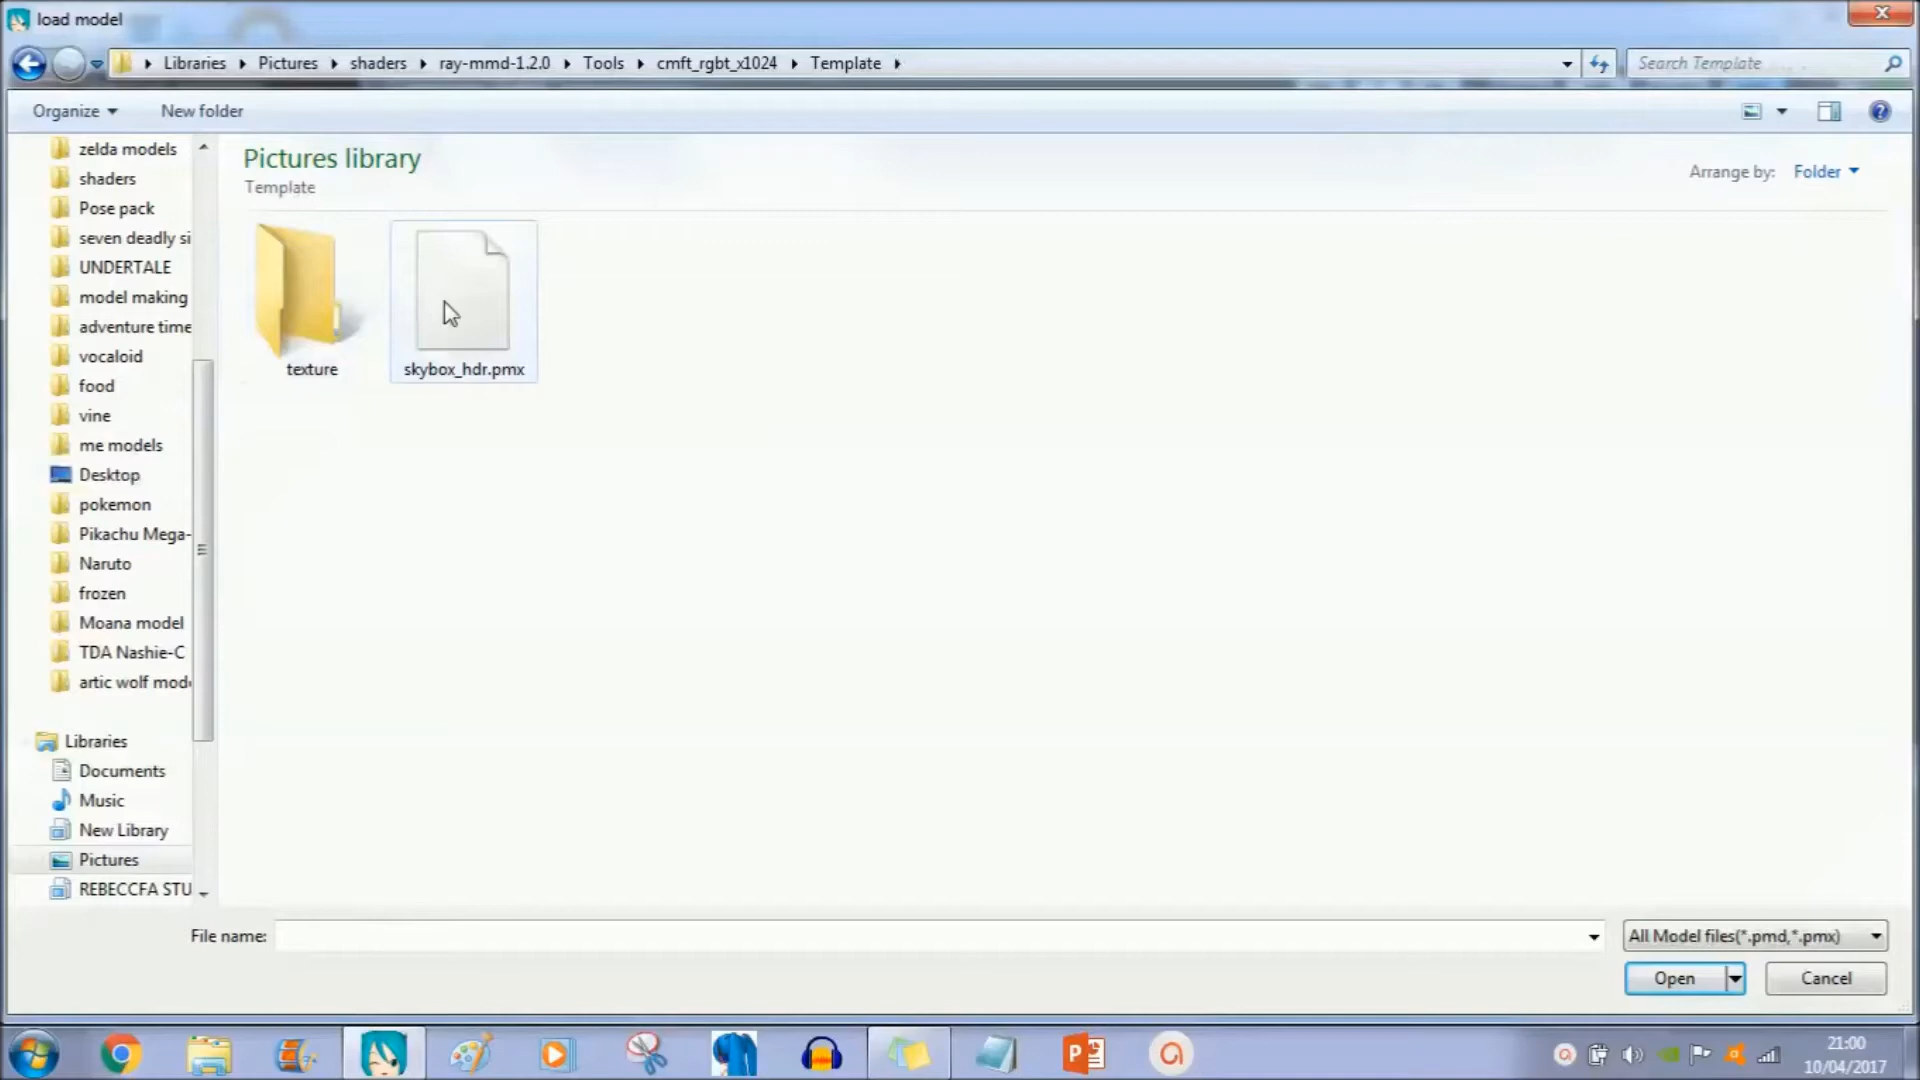 load model
Libraries Pictures shaders ray-mmd-1.2.0 Tools cmft_rgbt_x1024 Template
Search Template
Organize New folder
zelda models
shaders
Pose pack
seven deadly si
UNDERTALE
model making
adventure time
vocaloid
food
vine
me models
Desktop
pokemon
Pikachu Mega-
Naruto
frozen
Moana model
TDA Nashie-C
artic wolf mod
Libraries
Documents
Music
New Library
Pictures
REBECCFA STU
Pictures library
Template
Arrange by: Folder
texture
skybox_hdr.pmx
File name:
All Model files(*.pmd,*.pmx)
Open
Cancel
21:00
10/04/2017